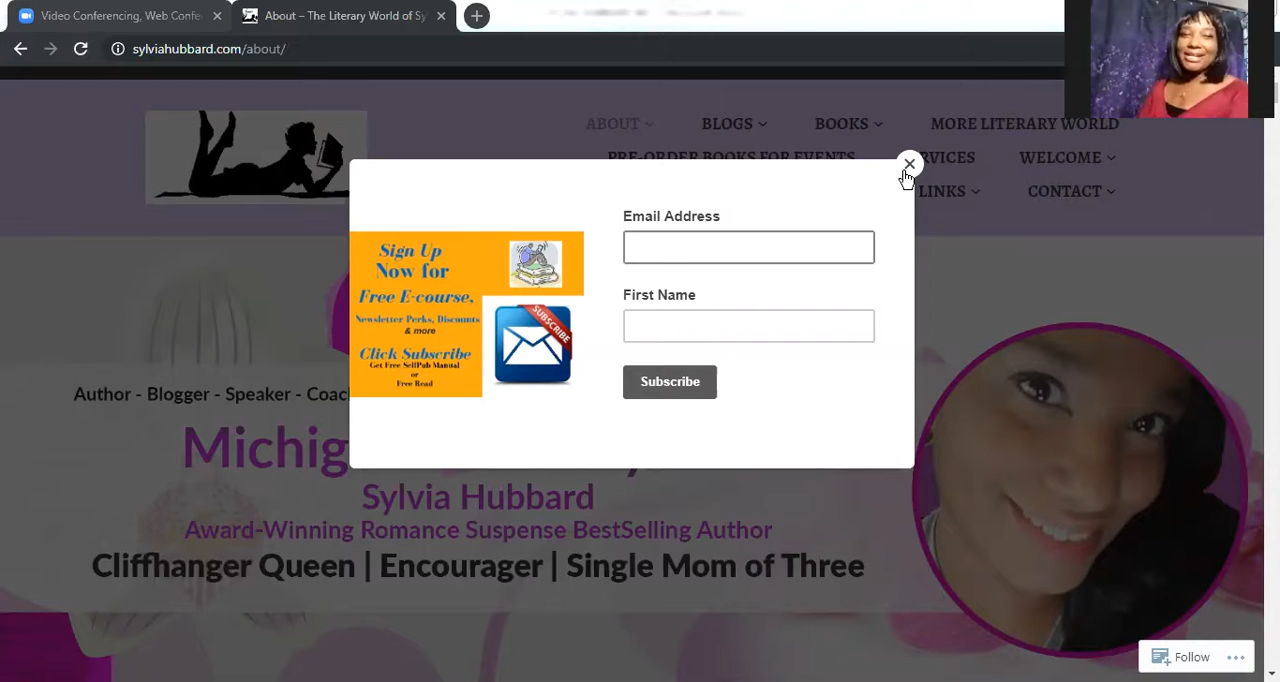 Video Conferencing, Web Confe
About – The Literary World of Sy
sylviahubbard.com/about/
ABOUT
BLOGS
BOOKS
MORE LITERARY WORLD
PRE-ORDER BOOKS FOR EVENTS
RVICES
WELCOME
LINKS
CONTACT
Email Address
First Name
Subscribe
Sign Up
Now for
Free E-course,
Newsletter Perks, Discounts
& more
Click Subscribe
Get Free SelfPub Manual
or
Free Read
SUBSCRIBE
Author - Blogger - Speaker - Coac
Michig
Sylvia Hubbard
Award-Winning Romance Suspense BestSelling Author
Cliffhanger Queen | Encourager | Single Mom of Three
Follow